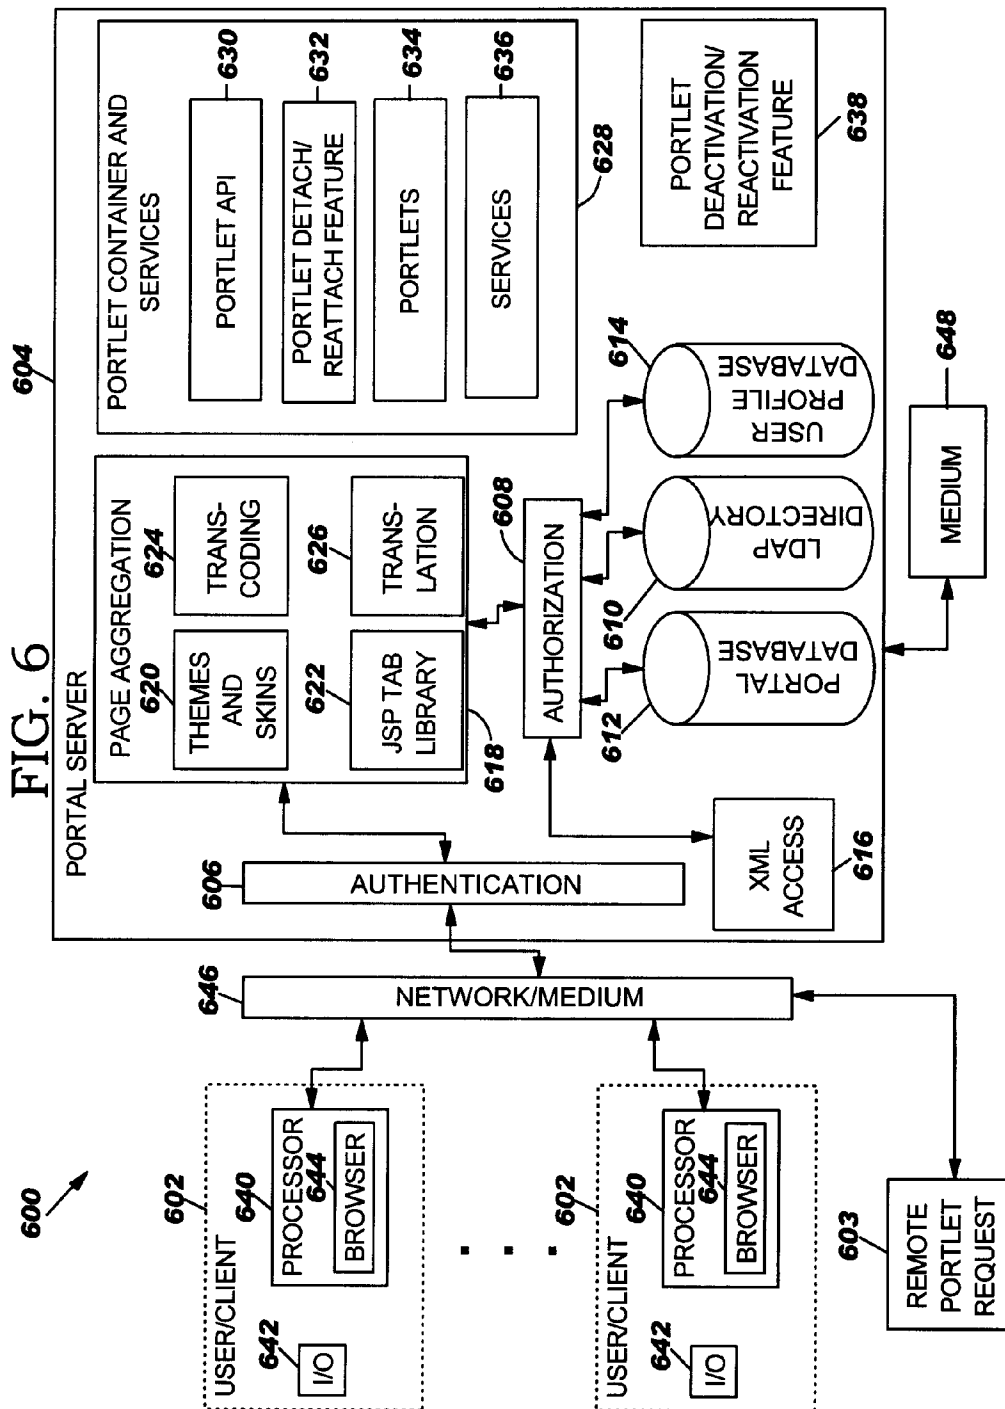 FIG. 6
600
604
PORTAL SERVER
602
USER/CLIENT
640
PROCESSOR
644
BROWSER
642
I/O
602
USER/CLIENT
640
PROCESSOR
644
BROWSER
642
I/O
603
REMOTE
PORTLET
REQUEST
646
NETWORK/MEDIUM
606
AUTHENTICATION
PAGE AGGREGATION
620
THEMES
AND
SKINS
624
TRANS-
CODING
622
JSP TAB
LIBRARY
626
TRANS-
LATION
618
608
AUTHORIZATION
616
XML
ACCESS
612
PORTAL
DATABASE
610
LDAP
DIRECTORY
614
USER
PROFILE
DATABASE
PORTLET CONTAINER AND
SERVICES
630
PORTLET API
632
PORTLET DETACH/
REATTACH FEATURE
634
PORTLETS
636
SERVICES
628
PORTLET
DEACTIVATION/
REACTIVATION
FEATURE
638
648
MEDIUM